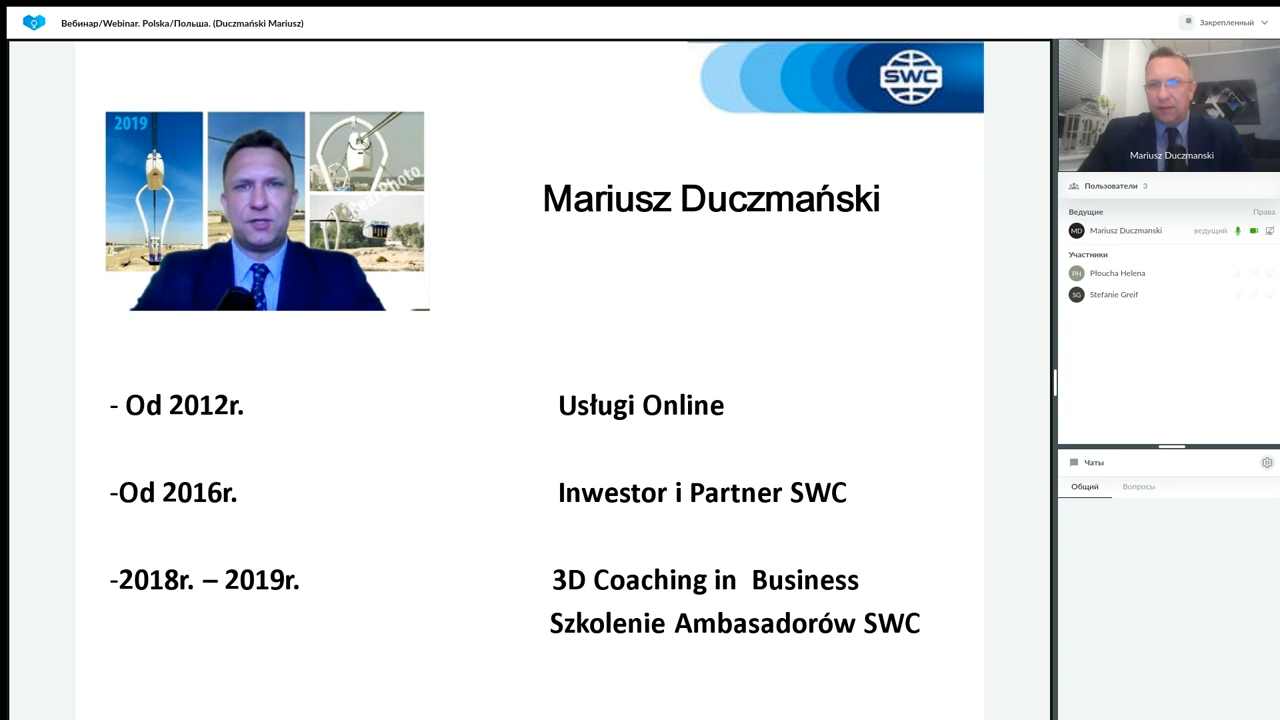 Вебинар/Webinar. Polska/Польша. (Duczmański Mariusz)
Закрепленный
SWC
2019
Real Photo
Mariusz Duczmański
- Od 2012r. Usługi Online
-Od 2016r. Inwestor i Partner SWC
-2018r. – 2019r. 3D Coaching in Business
Szkolenie Ambasadorów SWC
Mariusz Duczmanski
Пользователи 3
Ведущие Права
MD Mariusz Duczmanski ведущий
Участники
PH Płoucha Helena
SG Stefanie Greif
Чаты
Общий Вопросы